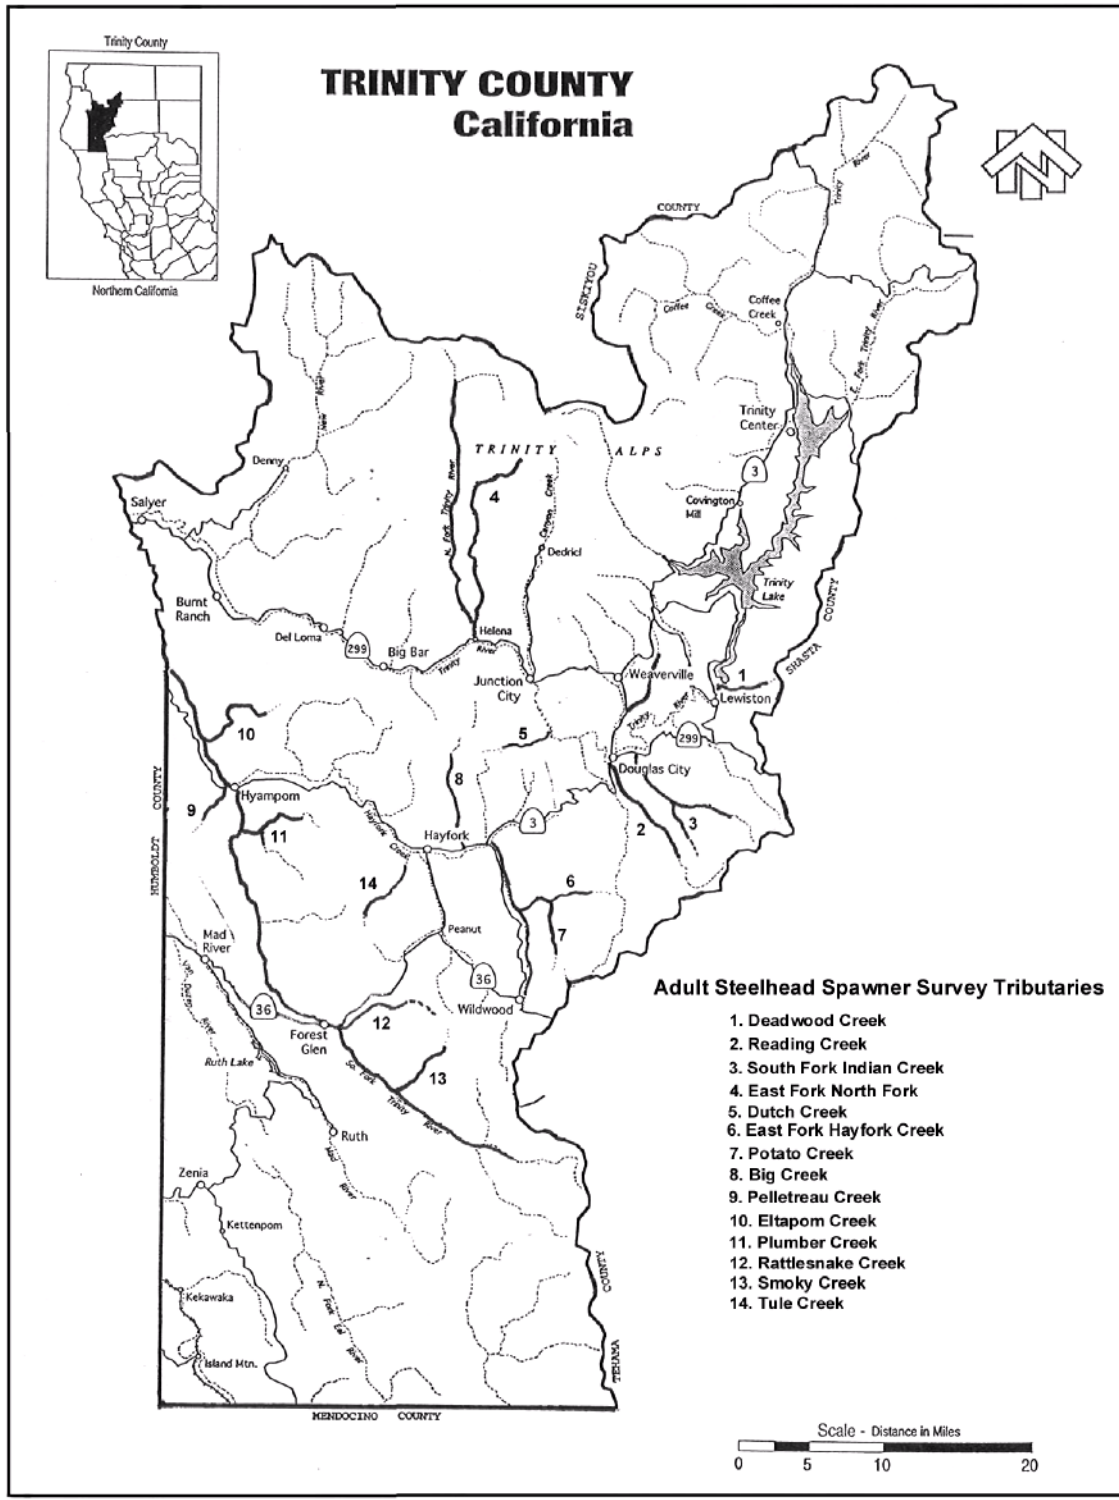 Trinity County
Northern California
TRINITY COUNTY
California
COUNTY
SISKIYOU
Trinity
River
Coffee
Creek
Coffee
Creek
E. Fork Trinity River
Trinity
Center
3
Covington
Mill
Trinity
Lake
SHASTA
COUNTY
New
River
Denny
Salyer
TRINITY
ALPS
N. Fork Trinity River
4
Canyon Creek
Burnt
Ranch
Del Loma
299
Big Bar
Trinity
River
Helena
Junction
City
Weaverville
1
Lewiston
Trinity
River
299
Douglas City
5
10
8
9
Hyampom
11
Hayfork
Creek
Hayfork
3
2
3
14
6
7
HUMBOLDT
COUNTY
Mad
River
Van Duzen
River
Peanut
36
36
Wildwood
12
Forest
Glen
Ruth Lake
So. Fork
Trinity
River
13
Ruth
Mad
River
Zenia
Kettenpom
Kekawaka
Island Mtn.
N. Fork Eel
River
COUNTY
TEHAMA
MENDOCINO COUNTY
Adult Steelhead Spawner Survey Tributaries
1. Deadwood Creek
2. Reading Creek
3. South Fork Indian Creek
4. East Fork North Fork
5. Dutch Creek
6. East Fork Hayfork Creek
7. Potato Creek
8. Big Creek
9. Pelletreau Creek
10. Eltapom Creek
11. Plumber Creek
12. Rattlesnake Creek
13. Smoky Creek
14. Tule Creek
Scale - Distance in Miles
0 5 10 20